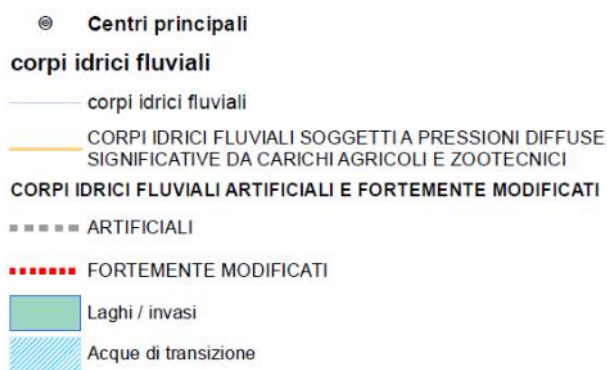 Centri principali
corpi idrici fluviali
corpi idrici fluviali
CORPI IDRICI FLUVIALI SOGGETTI A PRESSIONI DIFFUSE
SIGNIFICATIVE DA CARICHI AGRICOLI E ZOOTECNICI
CORPI IDRICI FLUVIALI ARTIFICIALI E FORTEMENTE MODIFICATI
ARTIFICIALI
FORTEMENTE MODIFICATI
Laghi / invasi
Acque di transizione